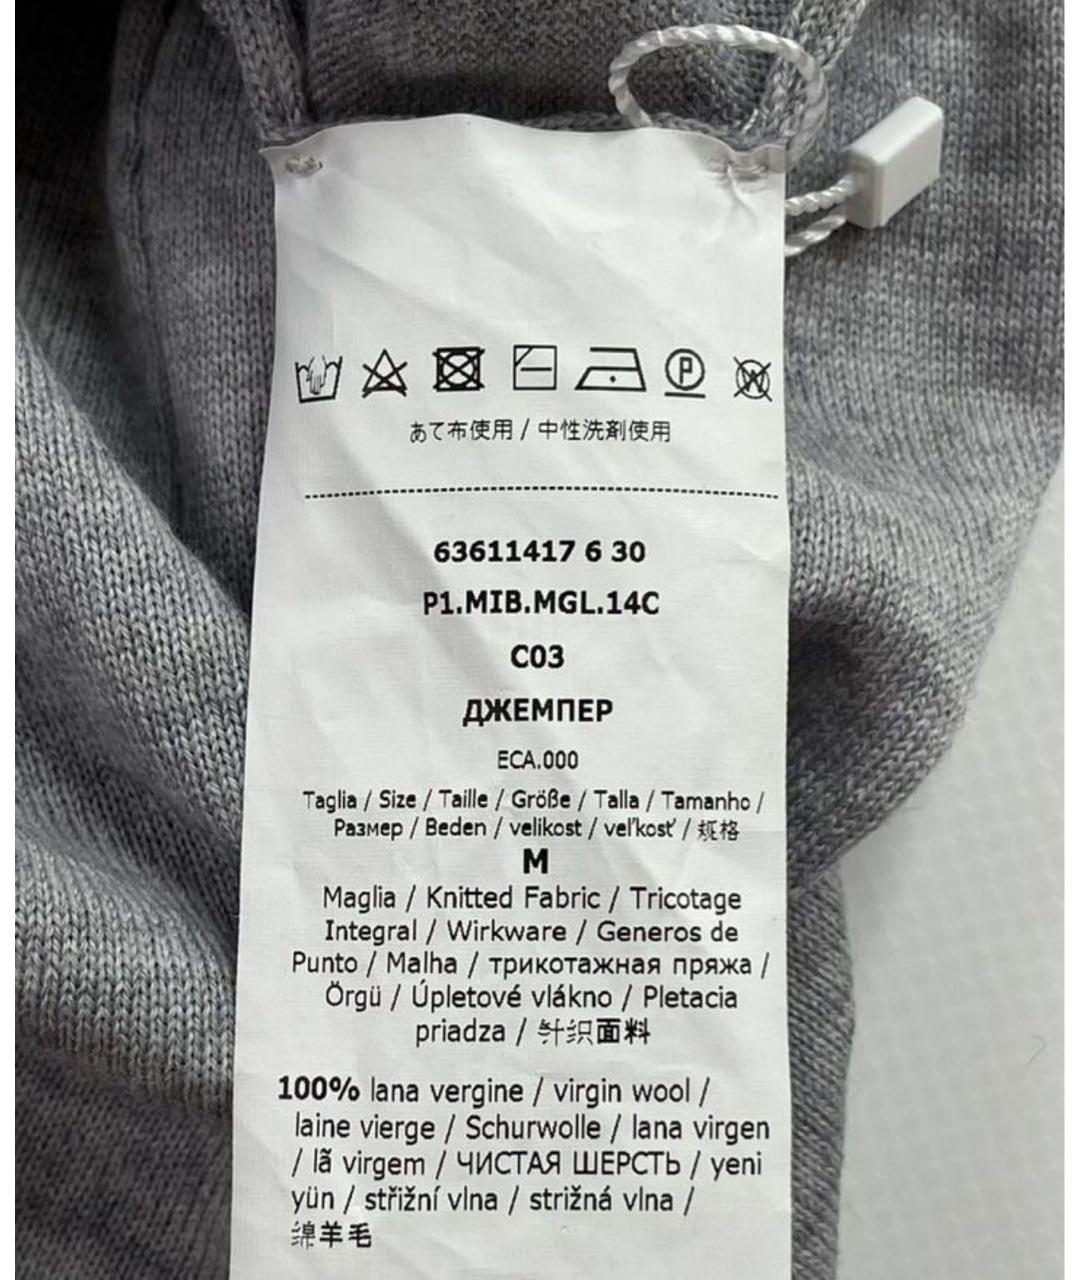 あて布使用 / 中性洗剤使用
63611417 6 30
P1.MIB.MGL.14C
C03
ДЖЕМПЕР
ECA.000
Taglia / Size / Taille / Größe / Talla / Tamanho /
Размер / Beden / velikost / veľkosť / 规格
M
Maglia / Knitted Fabric / Tricotage
Integral / Wirkware / Generos de
Punto / Malha / трикотажная пряжа /
Örgü / Úpletové vlákno / Pletacia
priadza / 针织面料
100% lana vergine / virgin wool /
laine vierge / Schurwolle / lana virgen
/ lã virgem / ЧИСТАЯ ШЕРСТЬ / yeni
yün / střižní vlna / strižná vlna /
绵羊毛